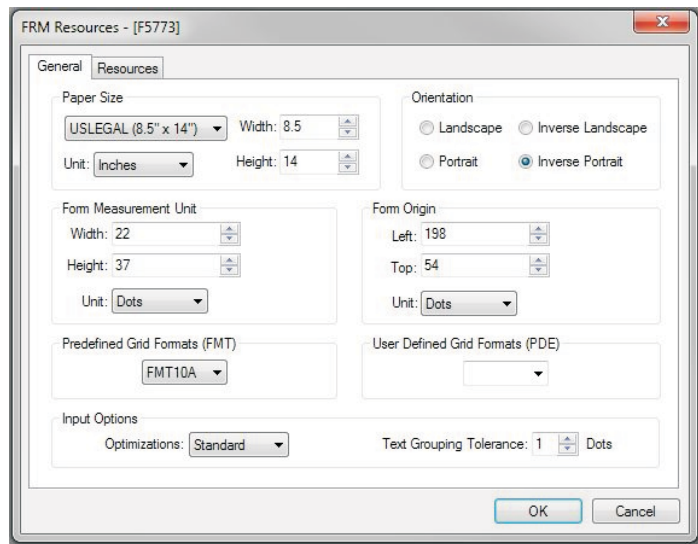 FRM Resources - [F5773]
General Resources
Paper Size
USLEGAL (8.5" x 14") Width: 8.5
Unit: Inches Height: 14
Orientation
Landscape Inverse Landscape
Portrait Inverse Portrait
Form Measurement Unit
Width: 22
Height: 37
Unit: Dots
Form Origin
Left: 198
Top: 54
Unit: Dots
Predefined Grid Formats (FMT)
FMT10A
User Defined Grid Formats (PDE)
Input Options
Optimizations: Standard Text Grouping Tolerance: 1 Dots
OK Cancel